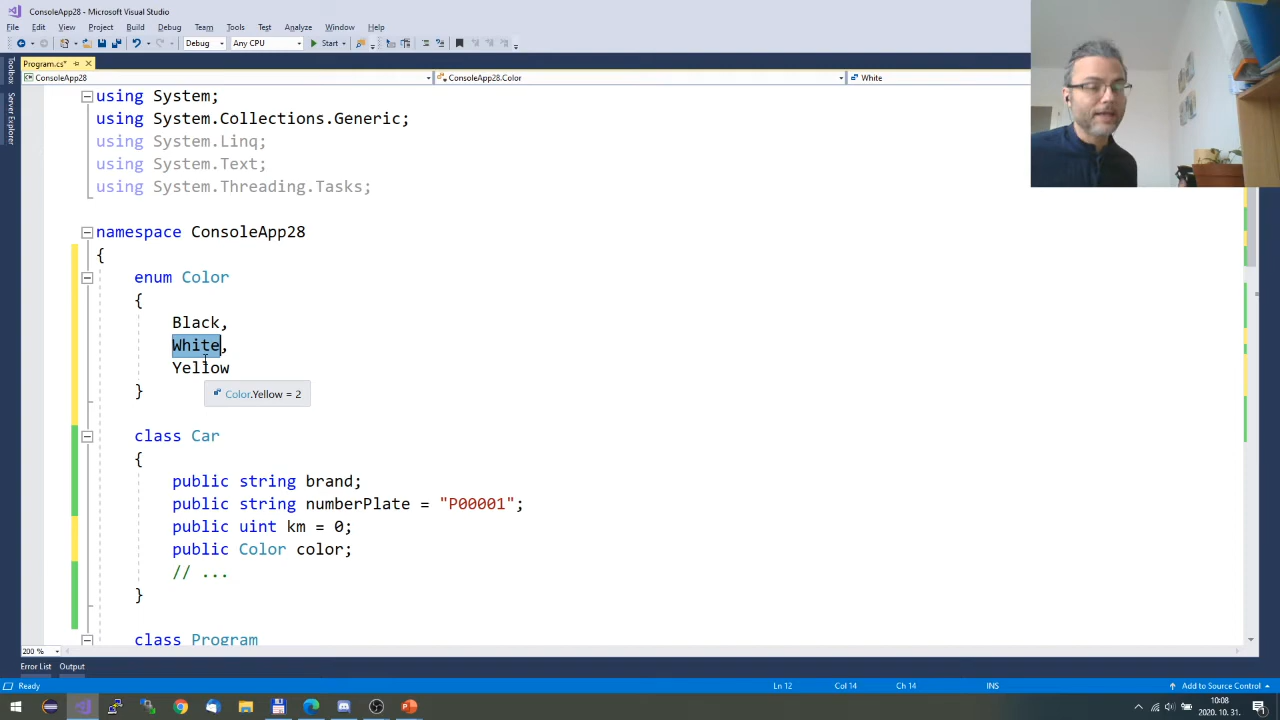 ConsoleApp28 - Microsoft Visual Studio
File Edit View Project Build Debug Team Tools Test Analyze Window Help
Debug Any CPU Start
Program.cs*
ConsoleApp28 ConsoleApp28.Color White
Toolbox
Server Explorer
using System;
using System.Collections.Generic;
using System.Linq;
using System.Text;
using System.Threading.Tasks;
namespace ConsoleApp28
{
enum Color
{
Black,
White,
Yellow
}
Color.Yellow = 2
class Car
{
public string brand;
public string numberPlate = "P00001";
public uint km = 0;
public Color color;
// ...
}
class Program
200 %
Error List Output
Ready Ln 12 Col 14 Ch 14 INS Add to Source Control
10:08
2020. 10. 31.